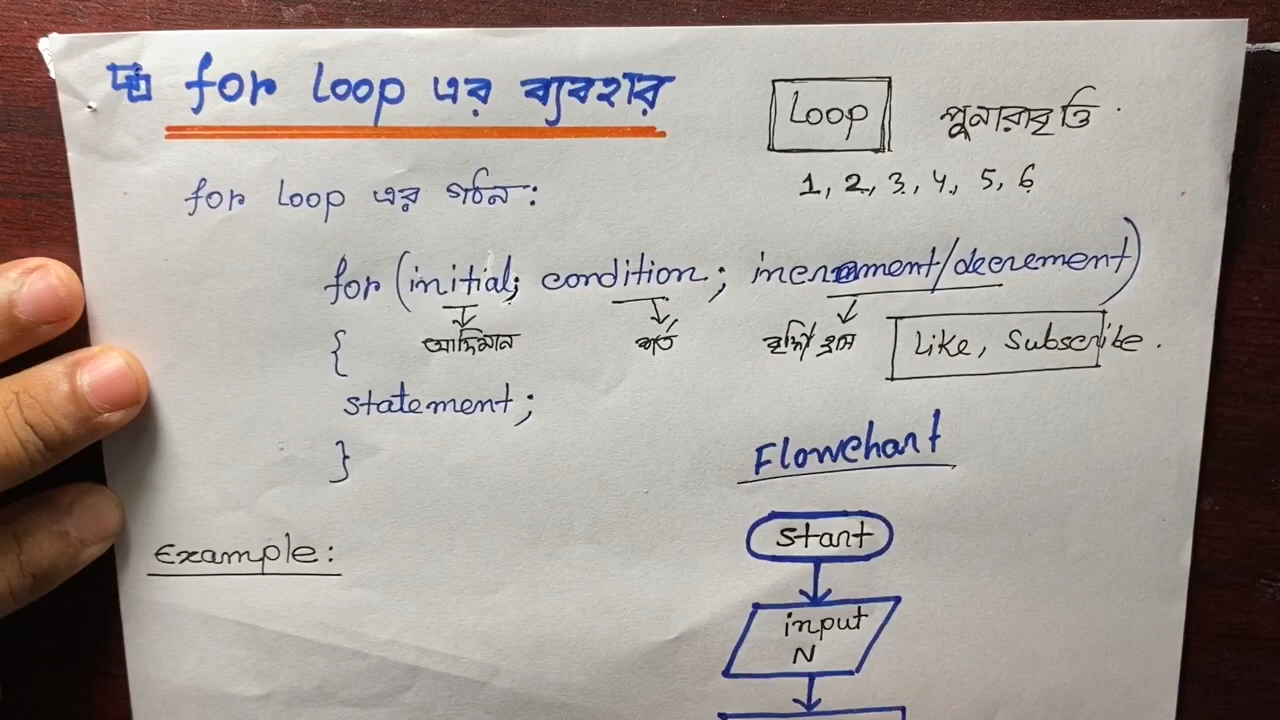 for Loop এর ব্যবহার
Loop পুনারাবৃত্তি
1, 2, 3, 4, 5, 6
for loop এর গঠন:
for (initial; condition; increment/decrement)
আদিমান শর্ত বৃদ্ধি/হ্রাস
{
Like, Subscribe.
statement;
}
Flowchart
Example:
start
input
N